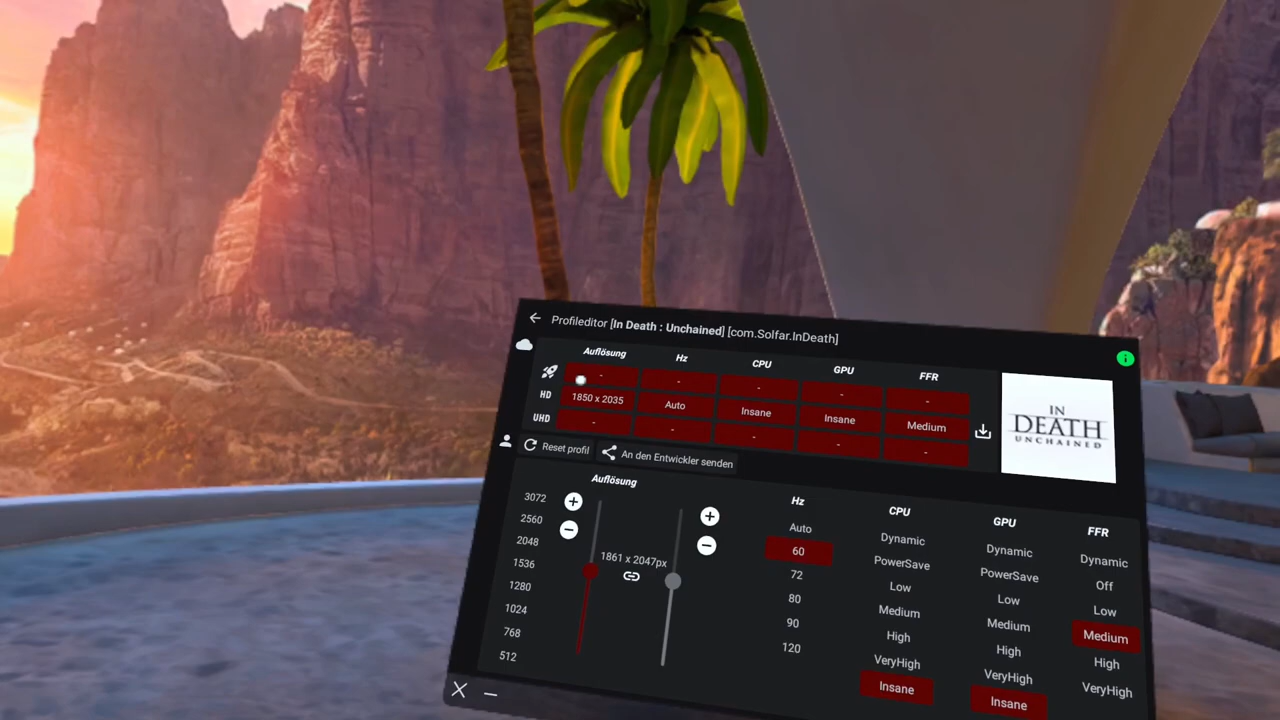 Profileditor [In Death : Unchained] [com.Solfar.InDeath]
Auflösung Hz CPU GPU FFR
- - - - -
HD 1850 x 2035 Auto Insane Insane Medium
UHD - - - - -
IN
DEATH
UNCHAINED
Reset profil An den Entwickler senden
Auflösung
3072
2560
2048
1536
1280
1024
768
512
1861 x 2047px
Hz
Auto
60
72
80
90
120
CPU
Dynamic
PowerSave
Low
Medium
High
VeryHigh
Insane
GPU
Dynamic
PowerSave
Low
Medium
High
VeryHigh
Insane
FFR
Dynamic
Off
Low
Medium
High
VeryHigh